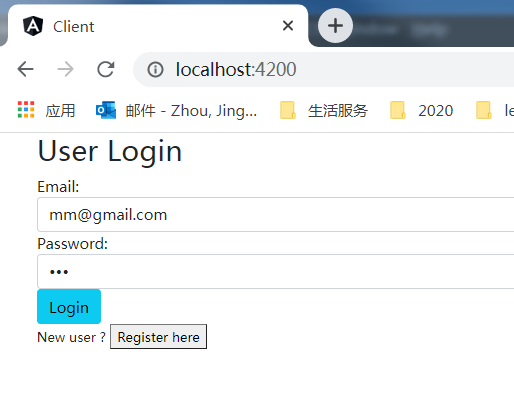 Client
localhost:4200
应用 邮件 - Zhou, Jing... 生活服务 2020 le
User Login
Email:
mm@gmail.com
Password:
•••
Login
New user ? Register here